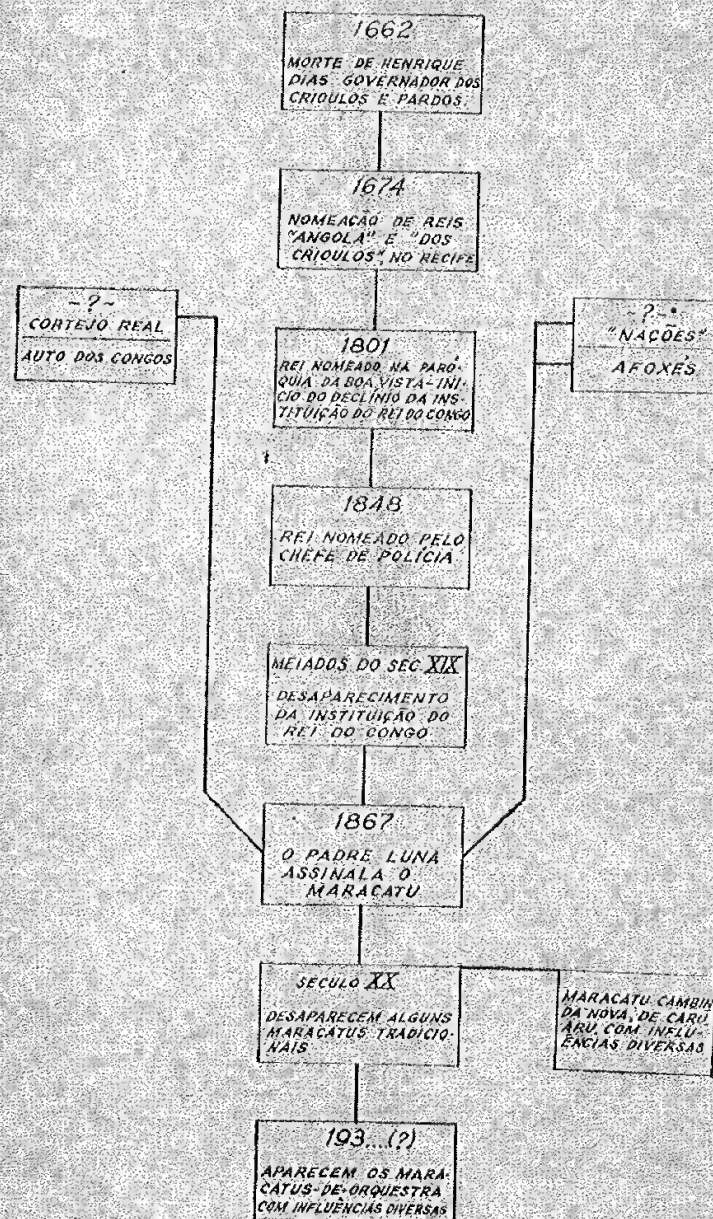 1662
MORTE DE HENRIQUE
DIAS GOVERNADOR DOS
CRIOULOS E PARDOS.
1674
NOMEAÇÃO DE REIS
"ANGOLA" E "DOS
CRIOULOS", NO RECIFE
~?~
CORTEJO REAL
AUTO DOS CONGOS
~?~
"NAÇÕES"
AFOXÉS
1801
REI NOMEADO NA PARÓ-
QUIA DA BOA VISTA-INÍ-
CIO DO DECLÍNIO DA INS-
TITUIÇÃO DO REI DO CONGO
1848
REI NOMEADO PELO
CHEFE DE POLÍCIA
MEIADOS DO SEC XIX
DESAPARECIMENTO
DA INSTITUIÇÃO DO
REI DO CONGO
1867
O PADRE LUNA
ASSINALA O
MARACATU
SECULO XX
DESAPARECEM ALGUNS
MARACATUS TRADICIO-
NAIS
MARACATU CAMBIN
DA NOVA, DE CARU
ARU, COM INFLU-
ÊNCIAS DIVERSAS
193...(?)
APARECEM OS MARA-
CATUS-DE-ORQUESTRA
COM INFLUÊNCIAS DIVERSAS